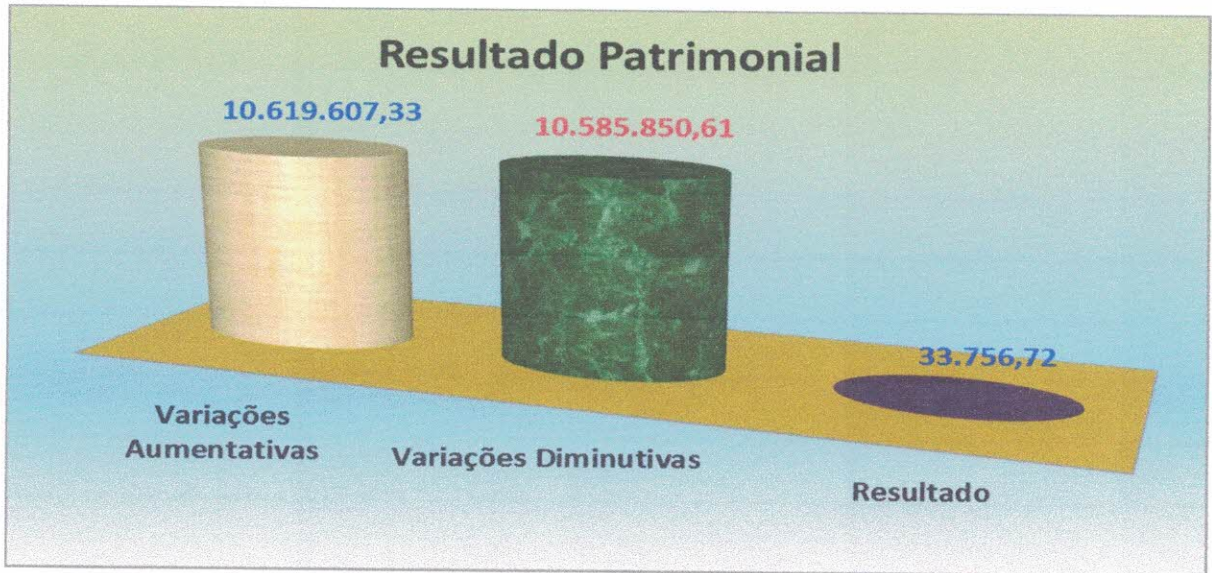 Resultado Patrimonial
10.619.607,33
10.585.850,61
33.756,72
Variações
Aumentativas
Variações Diminutivas
Resultado